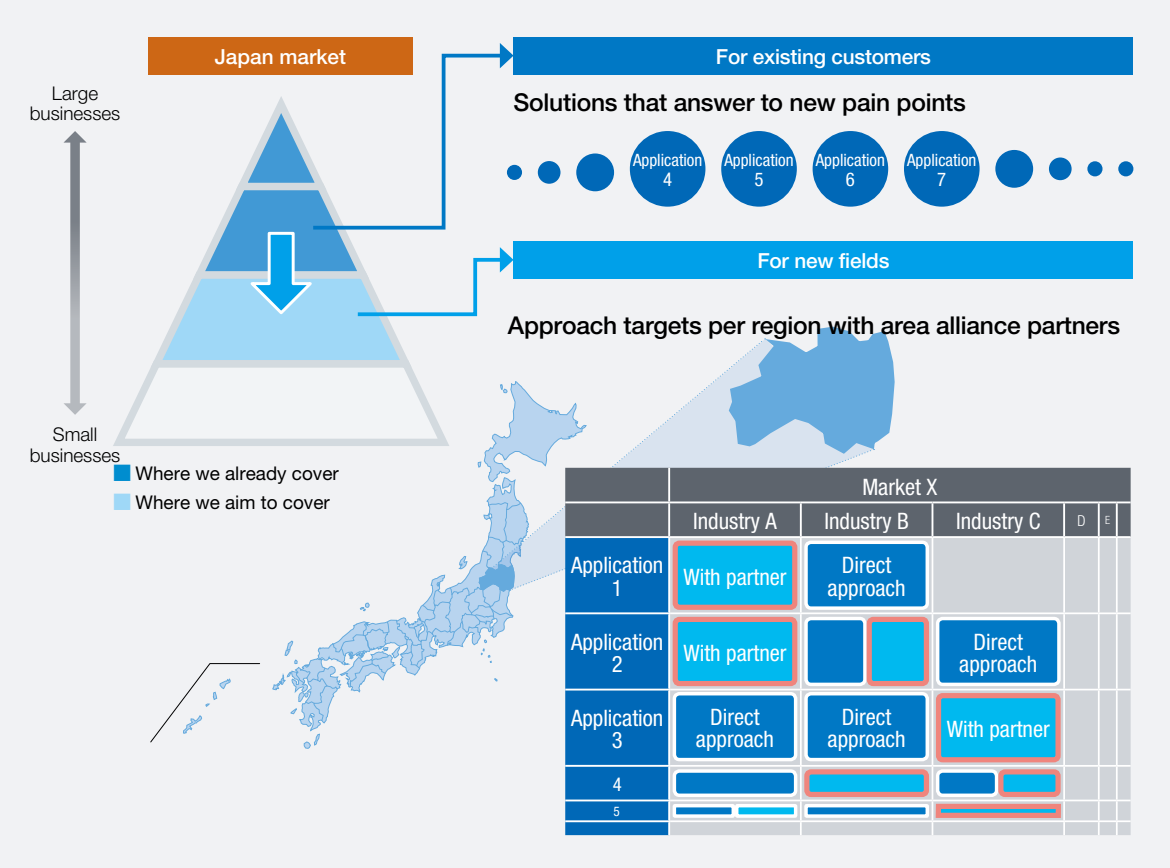 Japan market
Large
businesses
Small
businesses
Where we already cover
Where we aim to cover
For existing customers
Solutions that answer to new pain points
Application
4
Application
5
Application
6
Application
7
For new fields
Approach targets per region with area alliance partners
Market X
Industry A
Industry B
Industry C
D
E
Application
1
With partner
Direct
approach
Application
2
With partner
Direct
approach
Application
3
Direct
approach
Direct
approach
With partner
4
5